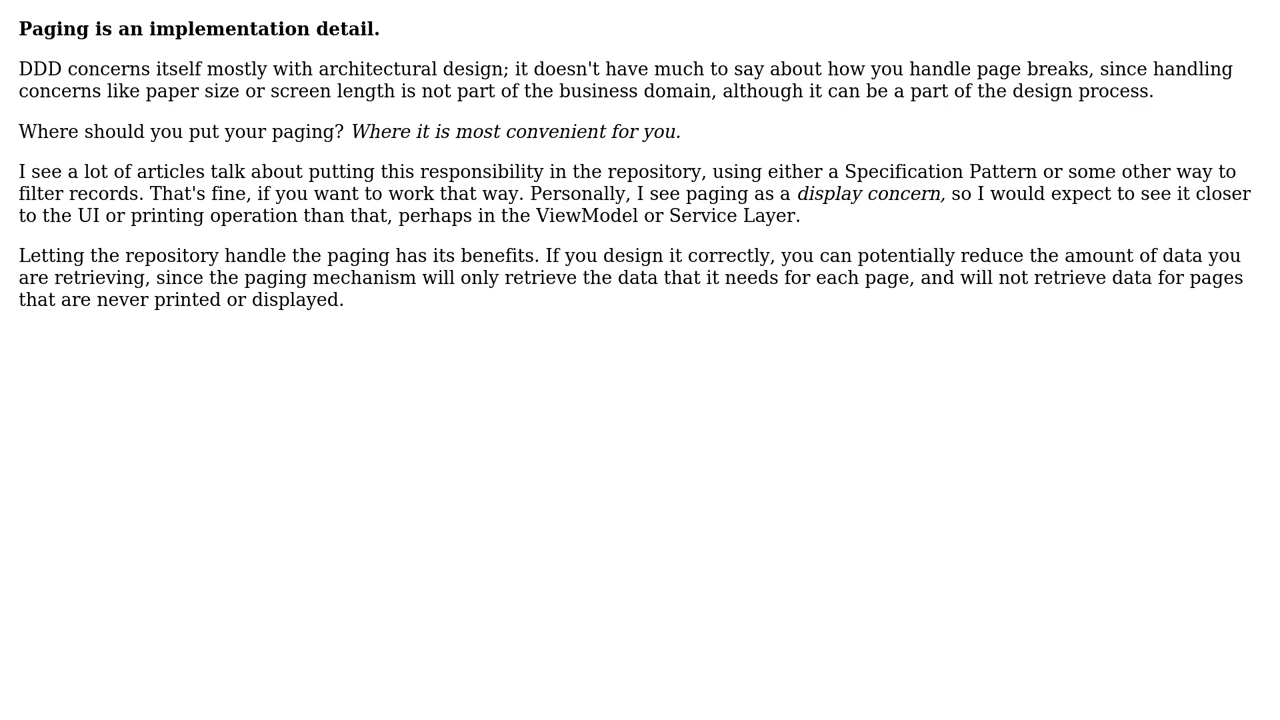 Paging is an implementation detail.
DDD concerns itself mostly with architectural design; it doesn't have much to say about how you handle page breaks, since handling
concerns like paper size or screen length is not part of the business domain, although it can be a part of the design process.
Where should you put your paging? Where it is most convenient for you.
I see a lot of articles talk about putting this responsibility in the repository, using either a Specification Pattern or some other way to
filter records. That's fine, if you want to work that way. Personally, I see paging as a display concern, so I would expect to see it closer
to the UI or printing operation than that, perhaps in the ViewModel or Service Layer.
Letting the repository handle the paging has its benefits. If you design it correctly, you can potentially reduce the amount of data you
are retrieving, since the paging mechanism will only retrieve the data that it needs for each page, and will not retrieve data for pages
that are never printed or displayed.